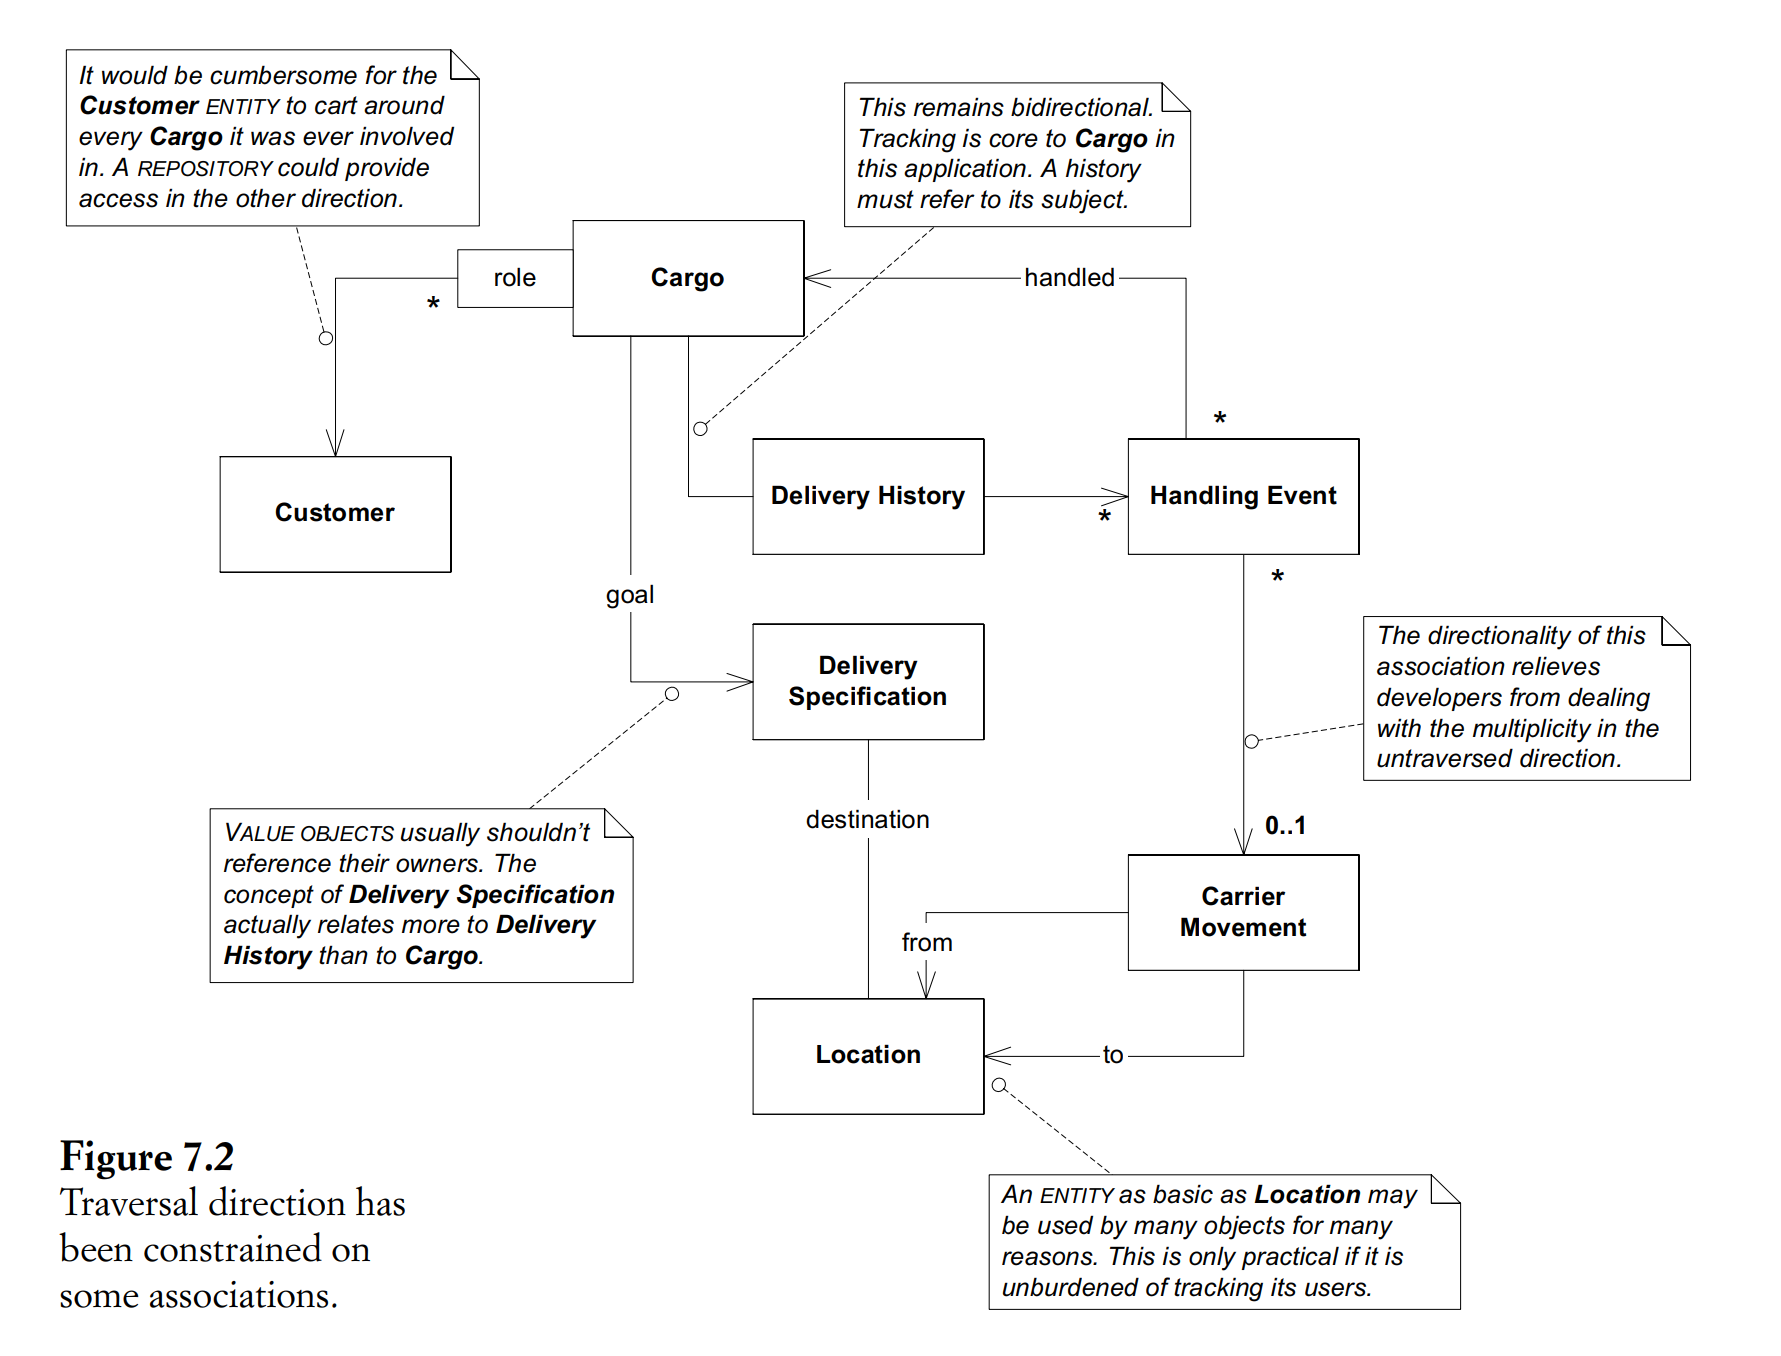 It would be cumbersome for the
Customer ENTITY to cart around
every Cargo it was ever involved
in. A REPOSITORY could provide
access in the other direction.
This remains bidirectional.
Tracking is core to Cargo in
this application. A history
must refer to its subject.
role
*
Cargo
handled
*
Customer
Delivery History
*
Handling Event
*
goal
Delivery
Specification
The directionality of this
association relieves
developers from dealing
with the multiplicity in the
untraversed direction.
destination
0..1
VALUE OBJECTS usually shouldn’t
reference their owners. The
concept of Delivery Specification
actually relates more to Delivery
History than to Cargo.
Carrier
Movement
from
Location
to
An ENTITY as basic as Location may
be used by many objects for many
reasons. This is only practical if it is
unburdened of tracking its users.
Figure 7.2
Traversal direction has
been constrained on
some associations.